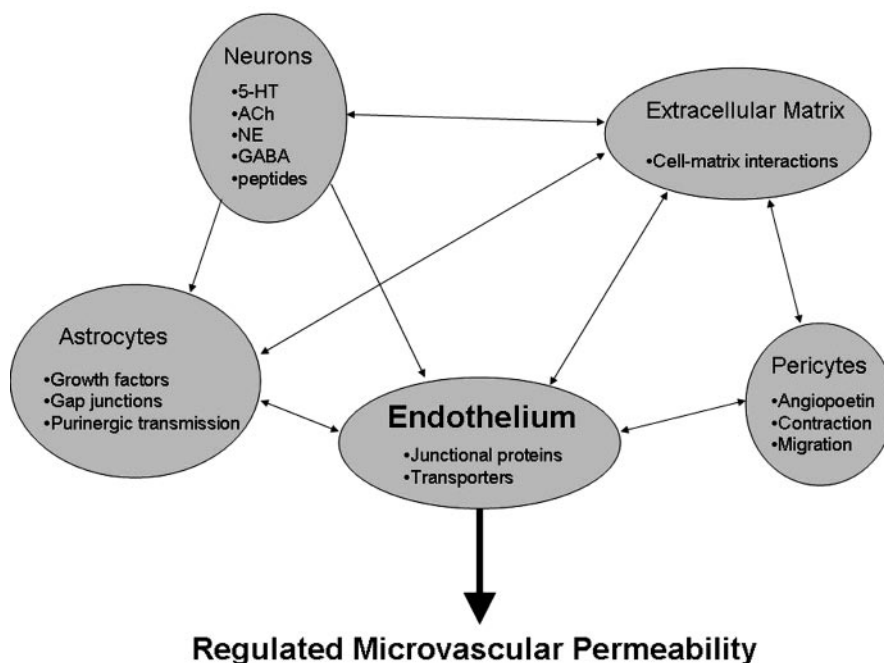 Neurons
•5-HT
•ACh
•NE
•GABA
•peptides
Extracellular Matrix
•Cell-matrix interactions
Astrocytes
•Growth factors
•Gap junctions
•Purinergic transmission
Endothelium
•Junctional proteins
•Transporters
Pericytes
•Angiopoetin
•Contraction
•Migration
Regulated Microvascular Permeability